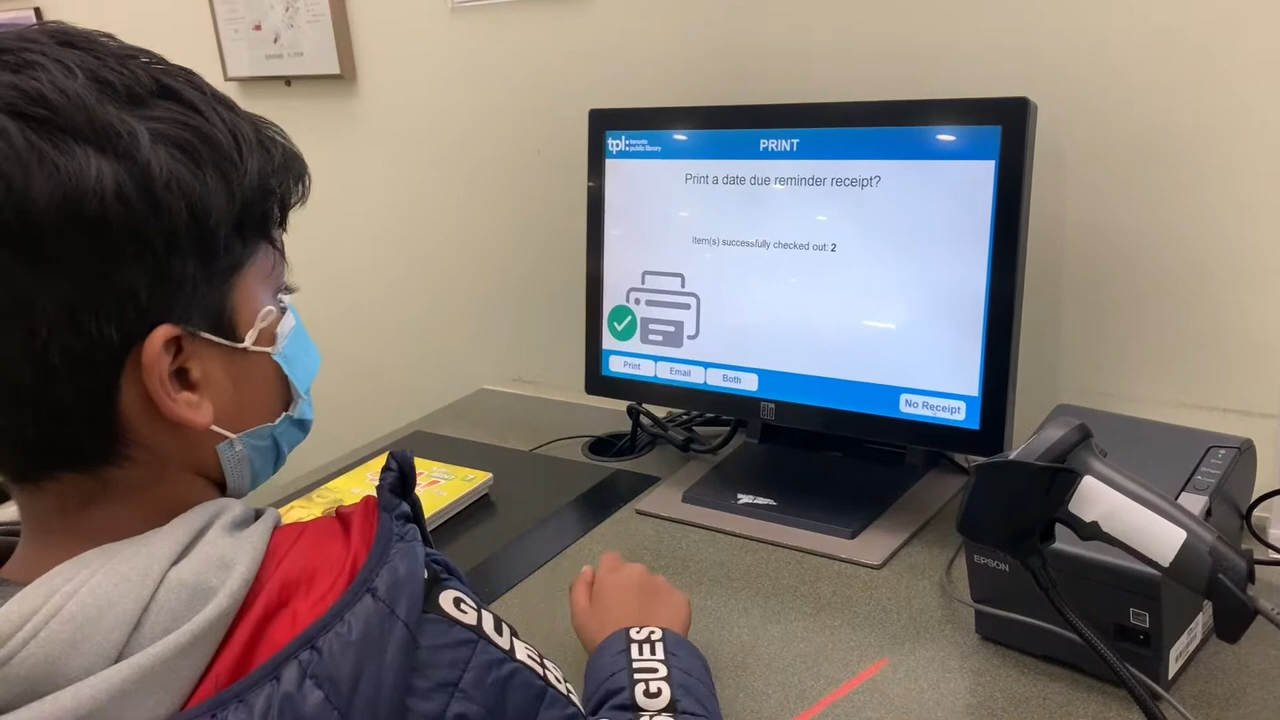 tpl: toronto
public library
PRINT
Print a date due reminder receipt?
Item(s) successfully checked out: 2
Print
Email
Both
No Receipt
elo
EPSON
GUESS
GUESS